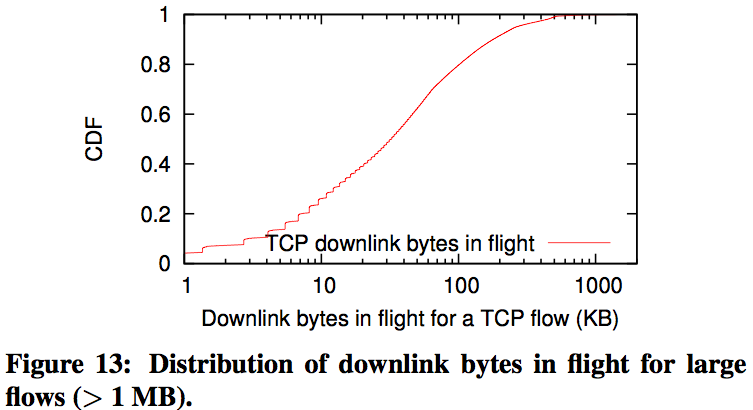 1
0.8
0.6
0.4
0.2
0
CDF
TCP downlink bytes in flight
1 10 100 1000
Downlink bytes in flight for a TCP flow (KB)
Figure 13: Distribution of downlink bytes in flight for large
flows (> 1 MB).